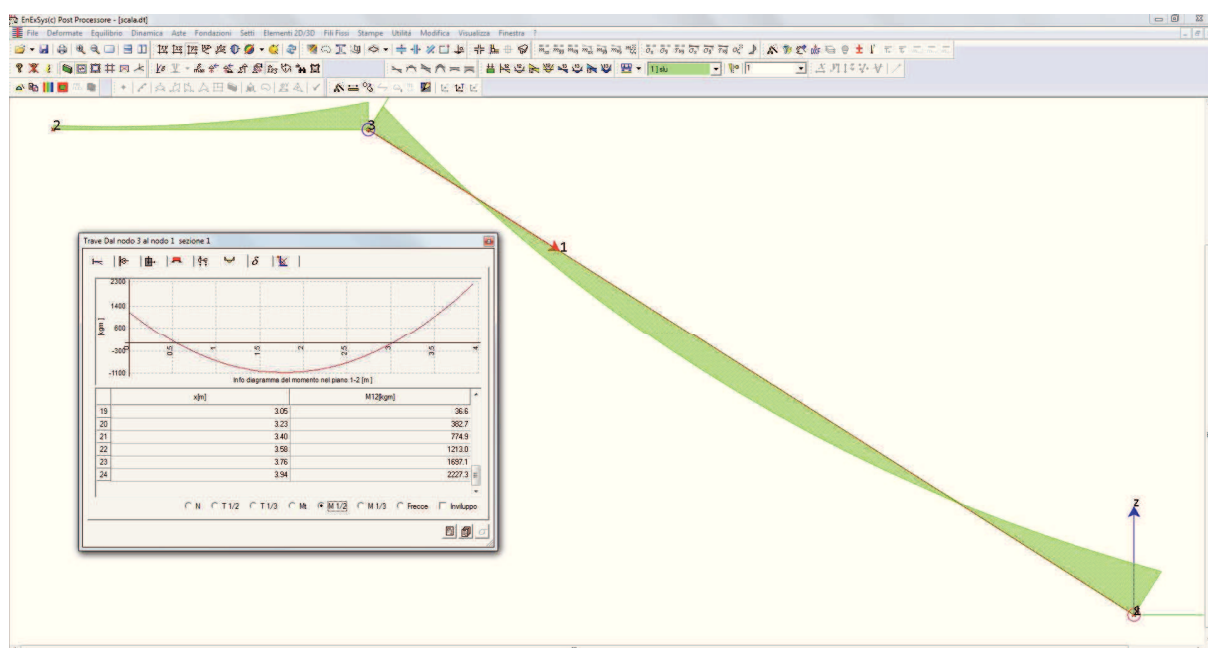 EnExSys(c) Post Processore - [scala.dt]
File Deformate Equilibrio Dinamica Aste Fondazioni Setti Elementi 2D/3D Fili Fissi Stampe Utilità Modifica Visualizza Finestra ?
1] slu
1
2
3
1
z
Trave Dal nodo 3 al nodo 1 sezione 1
δ
2300
1400
[kgm]
600
-300
-1100
0 0.5 1 1.5 2 2.5 3 3.5 4
Info diagramma del momento nel piano 1-2 [m]
x[m] M12[kgm]
19 3.05 36.6
20 3.23 382.7
21 3.40 774.9
22 3.58 1213.0
23 3.76 1697.1
24 3.94 2227.3
N T 1/2 T 1/3 Mt M 1/2 M 1/3 Frecce Inviluppo